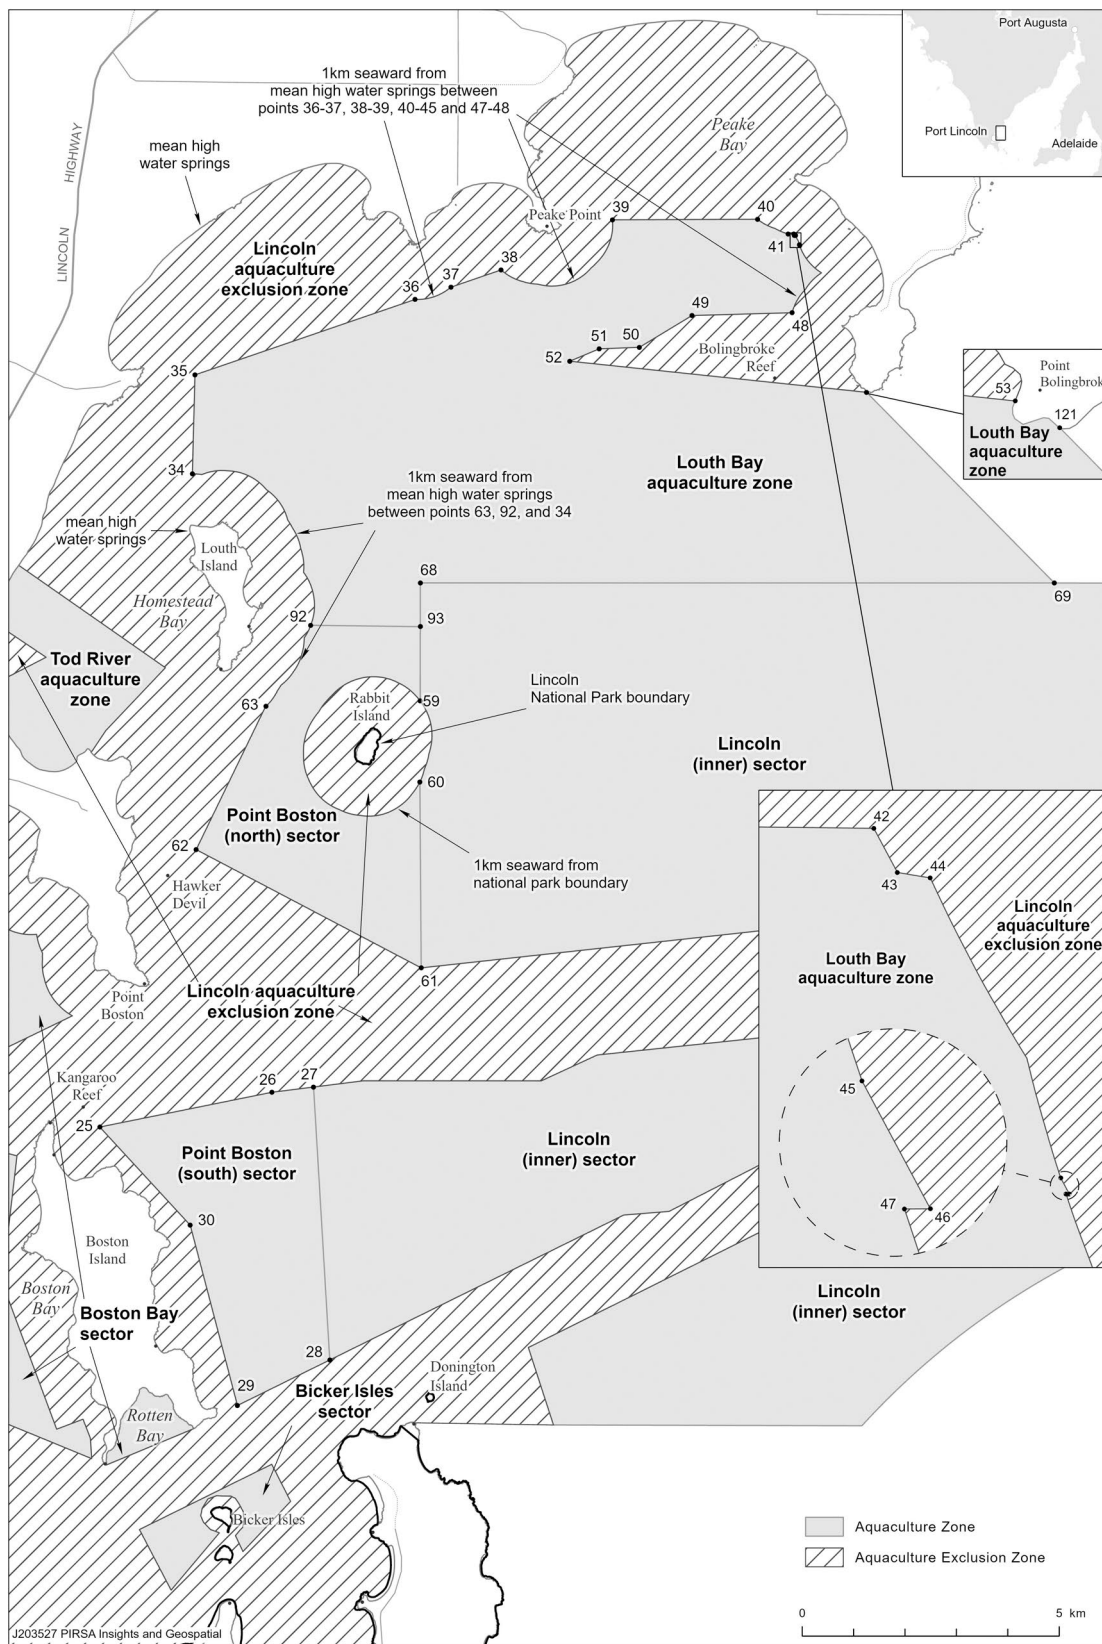 Port Augusta
Port Lincoln
Adelaide
1km seaward from
mean high water springs between
points 36-37, 38-39, 40-45 and 47-48
Peake
Bay
LINCOLN HIGHWAY
mean high
water springs
Peake Point
39
40
41
Lincoln
aquaculture
exclusion zone
38
37
36
49
48
51
50
52
Bolingbroke
Reef
35
Point
Bolingbrok
53
121
Louth Bay
aquaculture
zone
Louth Bay
aquaculture zone
34
1km seaward from
mean high water springs
between points 63, 92, and 34
mean high
water springs
Louth
Island
68
69
Homestead
Bay
92
93
Tod River
aquaculture
zone
Lincoln
National Park boundary
Rabbit
Island
59
63
Lincoln
(inner) sector
60
Point Boston
(north) sector
62
1km seaward from
national park boundary
Hawker
Devil
42
43
44
Lincoln
aquaculture
exclusion zone
Louth Bay
aquaculture zone
61
Point
Boston
Lincoln aquaculture
exclusion zone
45
47
46
Kangaroo
Reef
26
27
25
Point Boston
(south) sector
Lincoln
(inner) sector
30
Boston
Island
Boston
Bay
Boston Bay
sector
Lincoln
(inner) sector
28
29
Donington
Island
Bicker Isles
sector
Rotten
Bay
Bicker Isles
Aquaculture Zone
Aquaculture Exclusion Zone
0 5 km
J203527 PIRSA Insights and Geospatial